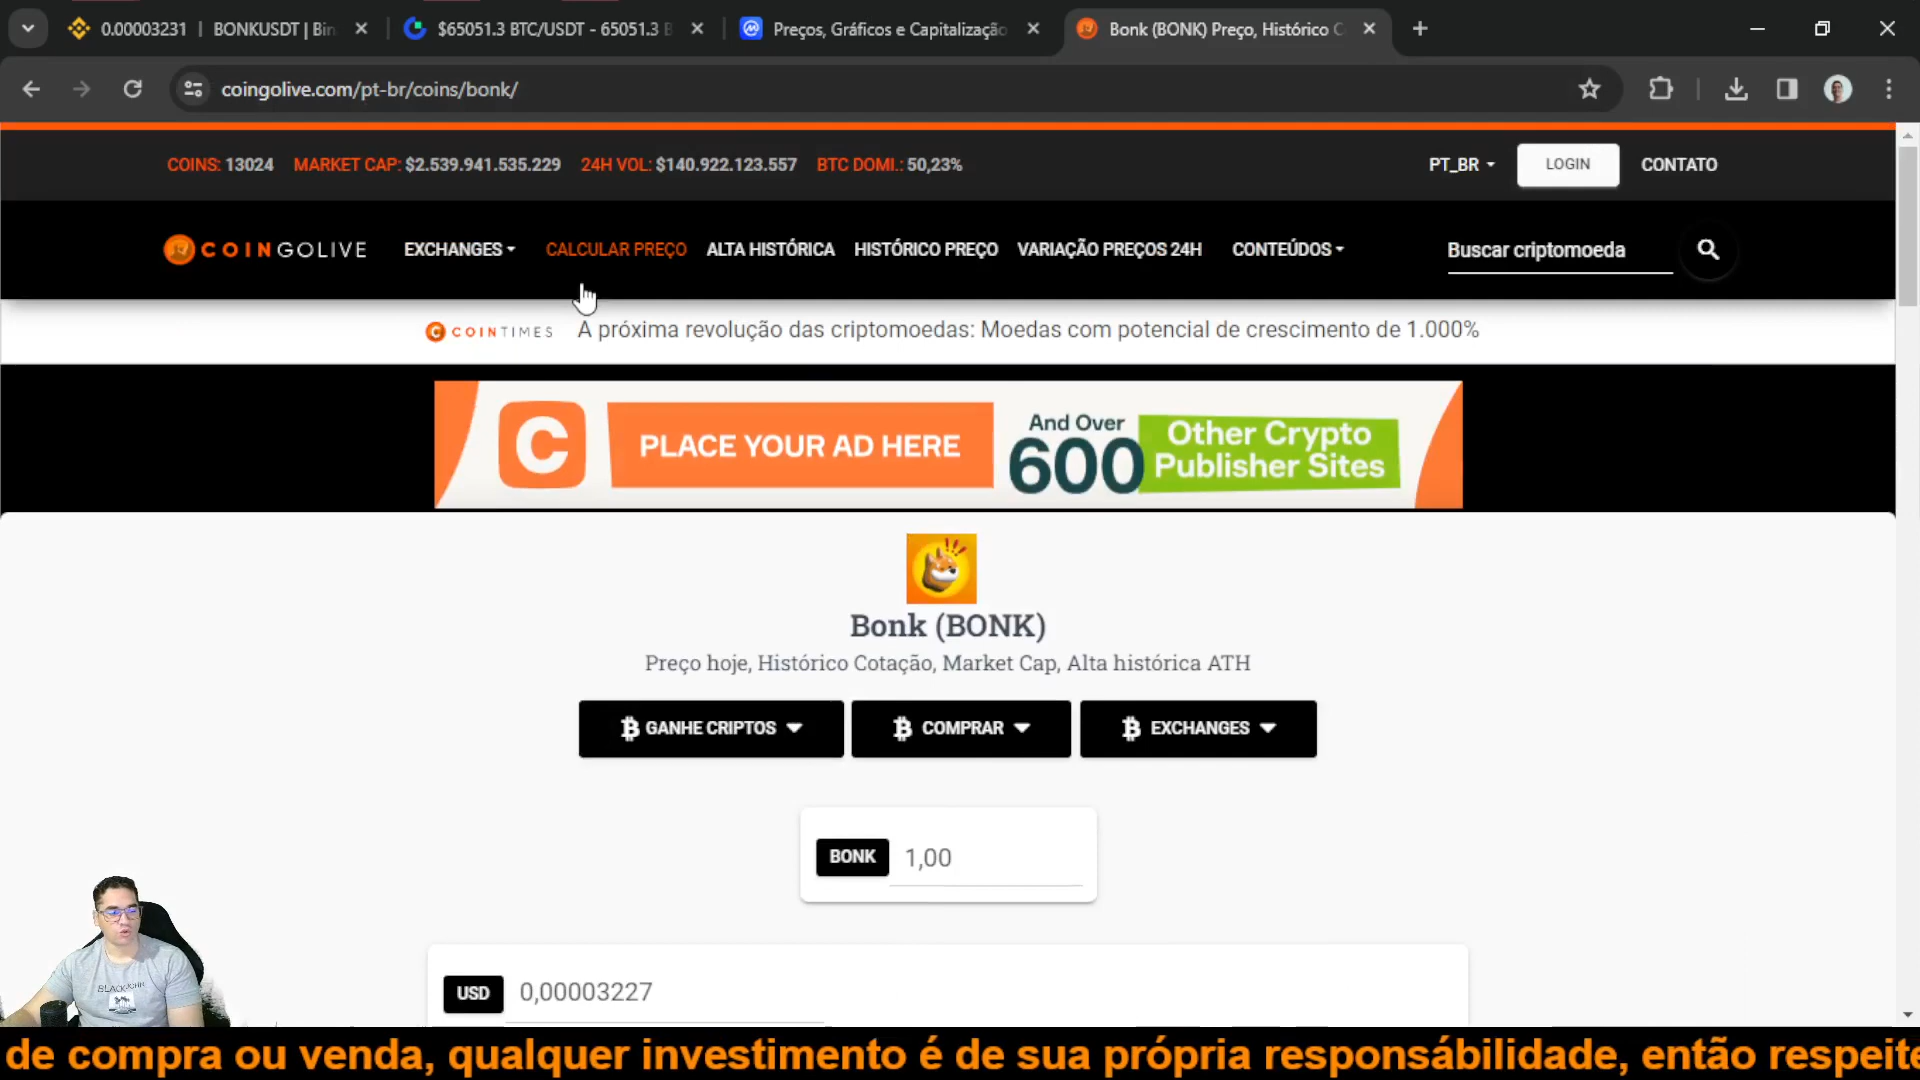 0.00003231 | BONKUSDT | Bin
$65051.3 BTC/USDT - 65051.3 B
Preços, Gráficos e Capitalização
Bonk (BONK) Preço, Histórico C
coingolive.com/pt-br/coins/bonk/
COINS: 13024 MARKET CAP: $2.539.941.535.229 24H VOL: $140.922.123.557 BTC DOMI.: 50,23%
PT_BR
LOGIN
CONTATO
COINGOLIVE
EXCHANGES
CALCULAR PREÇO
ALTA HISTÓRICA
HISTÓRICO PREÇO
VARIAÇÃO PREÇOS 24H
CONTEÚDOS
Buscar criptomoeda
COINTIMES
A próxima revolução das criptomoedas: Moedas com potencial de crescimento de 1.000%
C
PLACE YOUR AD HERE
And Over
600
Other Crypto
Publisher Sites
Bonk (BONK)
Preço hoje, Histórico Cotação, Market Cap, Alta histórica ATH
GANHE CRIPTOS
COMPRAR
EXCHANGES
BONK 1,00
USD 0,00003227
BLACKJOHN
de compra ou venda, qualquer investimento é de sua própria responsábilidade, então respeite